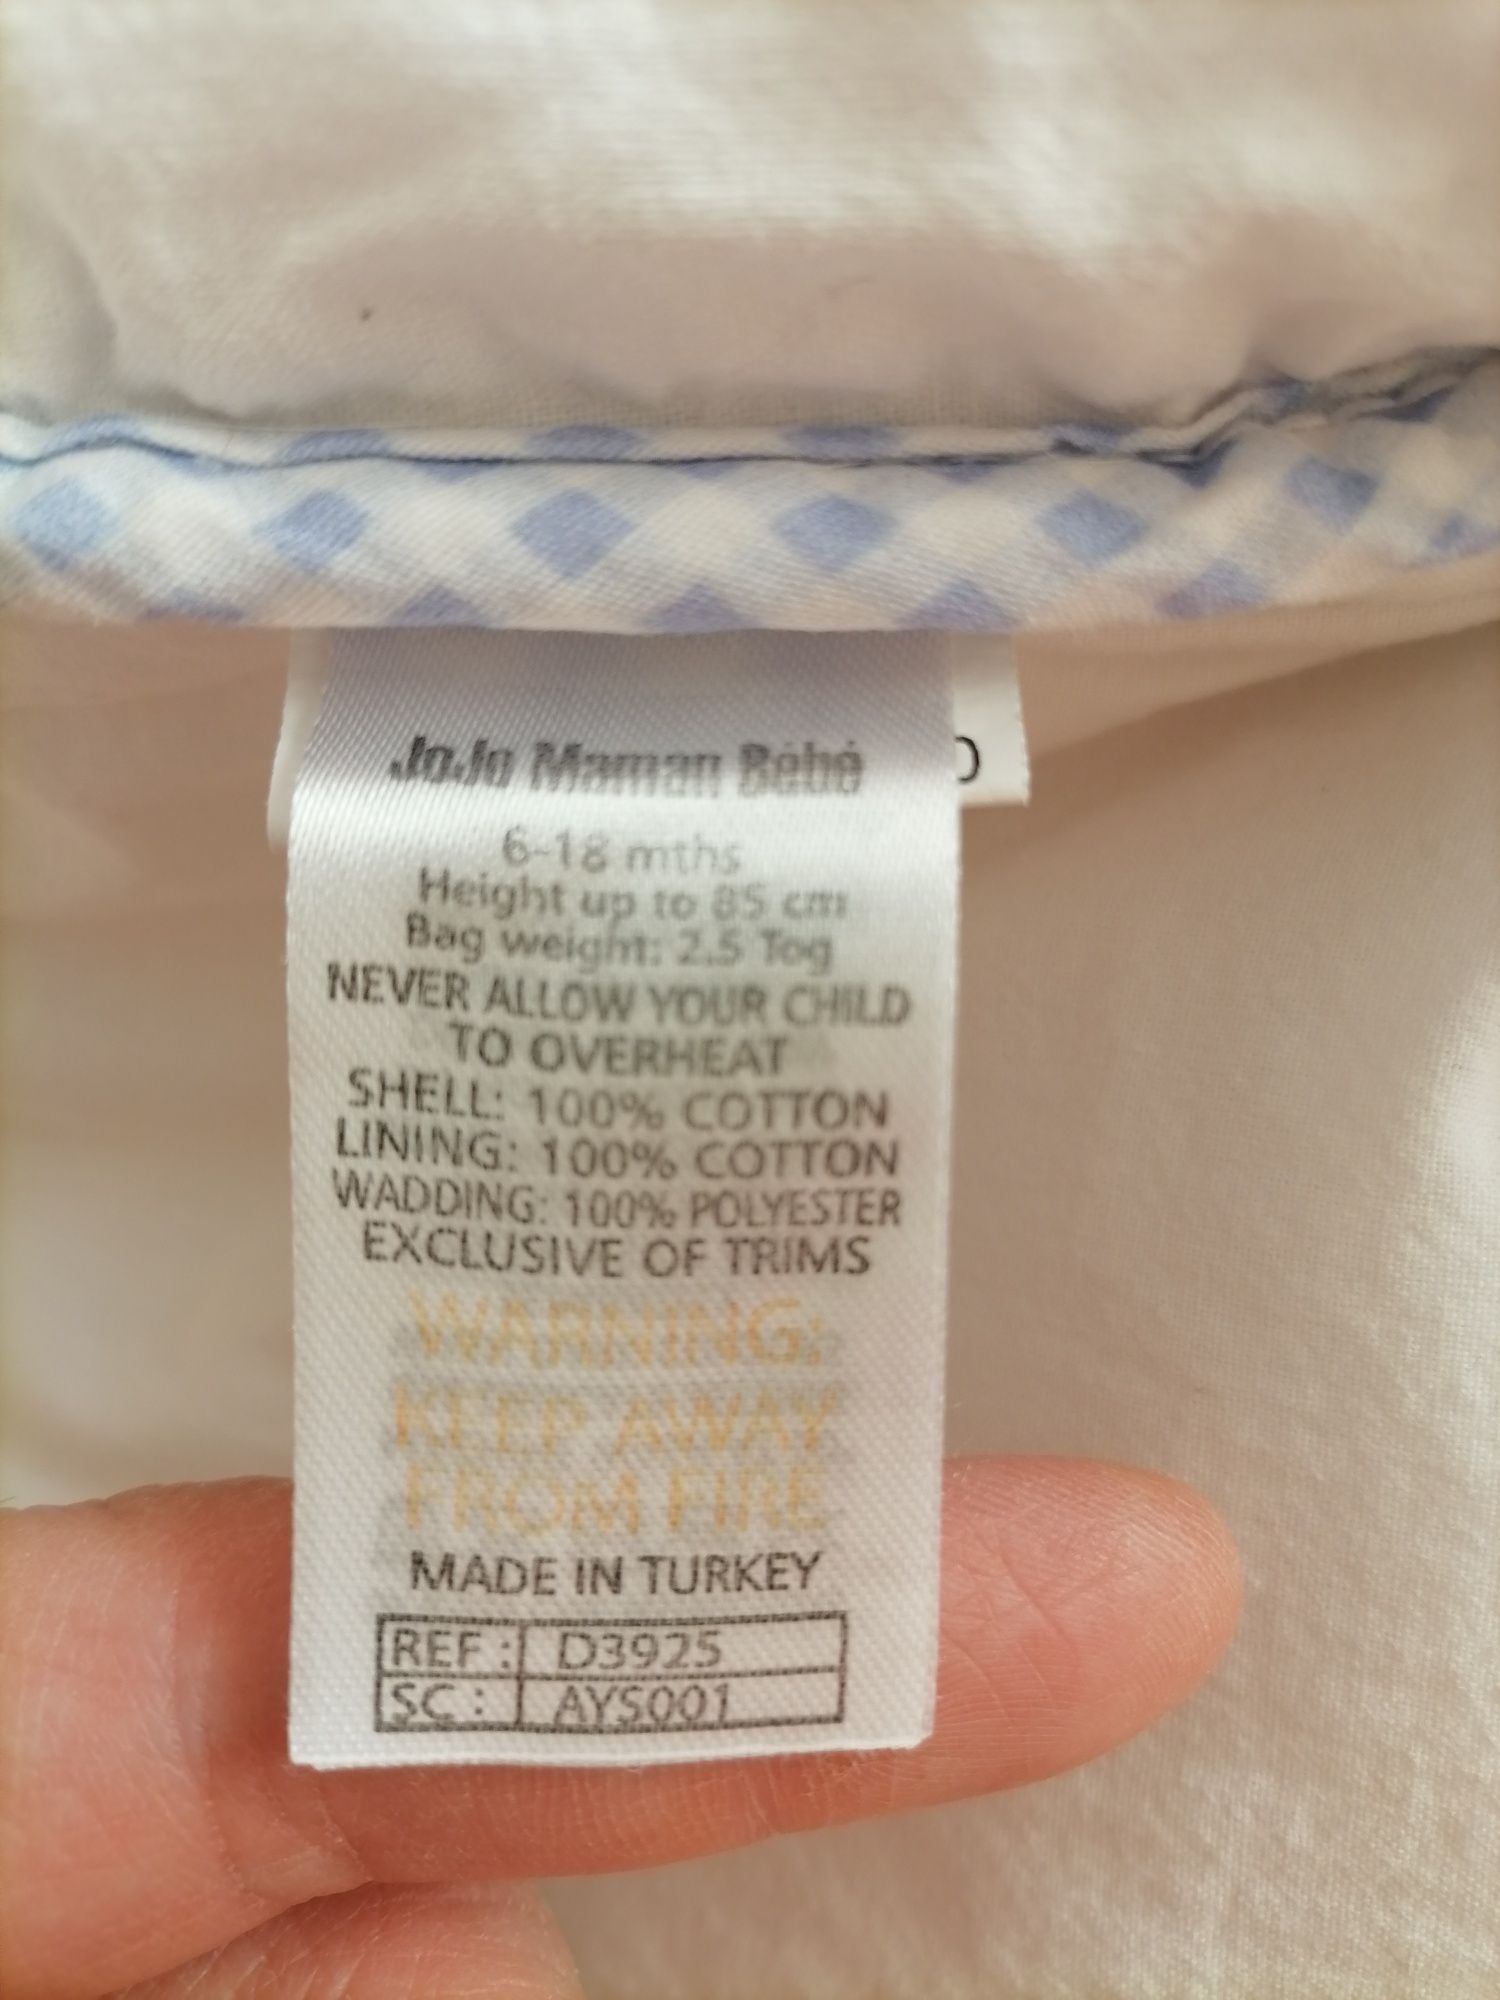 JoJo Maman Bébé
6-18 mths
Height up to 85 cm
Bag weight: 2.5 Tog
NEVER ALLOW YOUR CHILD
TO OVERHEAT
SHELL: 100% COTTON
LINING: 100% COTTON
WADDING: 100% POLYESTER
EXCLUSIVE OF TRIMS
WARNING:
KEEP AWAY
FROM FIRE
MADE IN TURKEY
REF : D3925
SC : AYS001